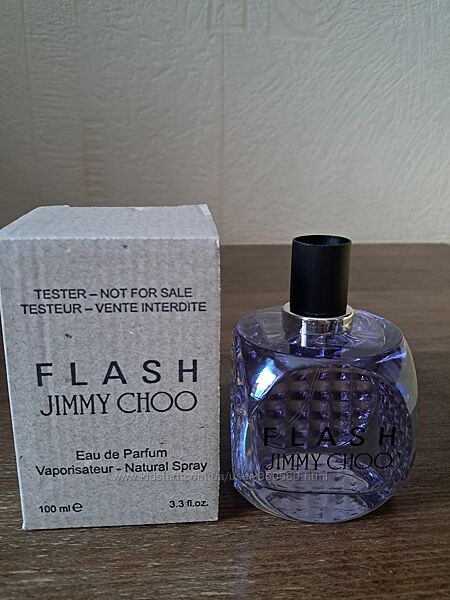 TESTER – NOT FOR SALE
TESTEUR – VENTE INTERDITE
FLASH
JIMMY CHOO
Eau de Parfum
Vaporisateur - Natural Spray
100 ml e
3.3 fl.oz.
FLASH
JIMMY CHOO